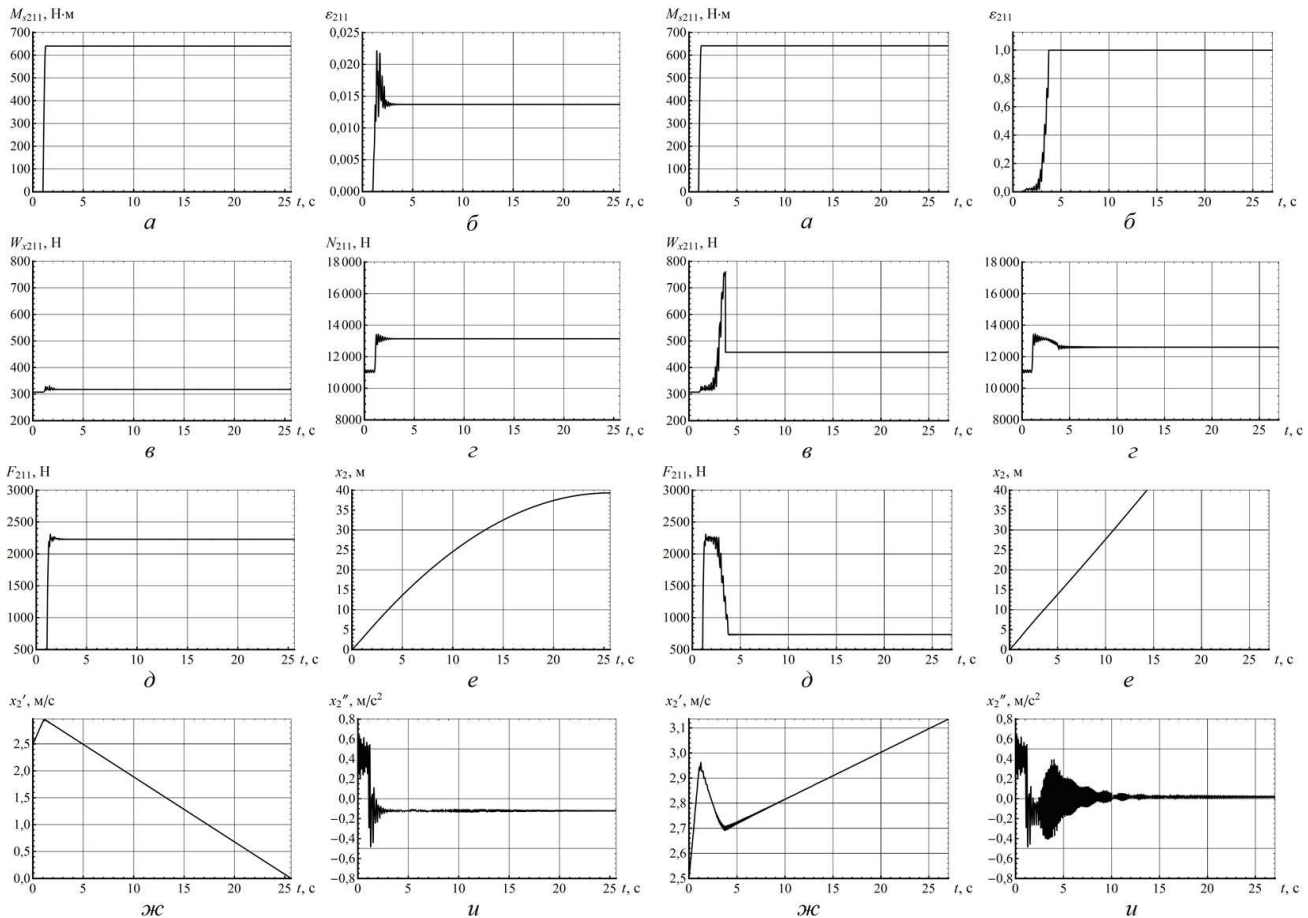 M_s211, Н·м
700
600
500
400
300
200
100
0
0 5 10 15 20 25 t, с
а
ε_211
0,025
0,020
0,015
0,010
0,005
0,000
0 5 10 15 20 25 t, с
б
M_s211, Н·м
700
600
500
400
300
200
100
0
0 5 10 15 20 25 t, с
а
ε_211
1,0
0,8
0,6
0,4
0,2
0,0
0 5 10 15 20 25 t, с
б
W_x211, Н
800
700
600
500
400
300
200
0 5 10 15 20 25 t, с
в
N_211, Н
18 000
16 000
14 000
12 000
10 000
8000
0 5 10 15 20 25 t, с
г
W_x211, Н
800
700
600
500
400
300
200
0 5 10 15 20 25 t, с
в
18 000
16 000
14 000
12 000
10 000
8000
0 5 10 15 20 25 t, с
г
F_211, Н
3000
2500
2000
1500
1000
500
0 5 10 15 20 25 t, с
д
x_2, м
40
35
30
25
20
15
10
5
0
0 5 10 15 20 25 t, с
е
F_211, Н
3000
2500
2000
1500
1000
500
0 5 10 15 20 25 t, с
д
x_2, м
40
35
30
25
20
15
10
5
0
0 5 10 15 20 25 t, с
е
x_2′, м/с
2,5
2,0
1,5
1,0
0,5
0,0
0 5 10 15 20 25 t, с
ж
x_2″, м/с²
0,8
0,6
0,4
0,2
0,0
−0,2
−0,4
−0,6
−0,8
0 5 10 15 20 25 t, с
и
x_2′, м/с
3,1
3,0
2,9
2,8
2,7
2,6
2,5
0 5 10 15 20 25 t, с
ж
x_2″, м/с²
0,8
0,6
0,4
0,2
0,0
−0,2
−0,4
−0,6
−0,8
0 5 10 15 20 25 t, с
и